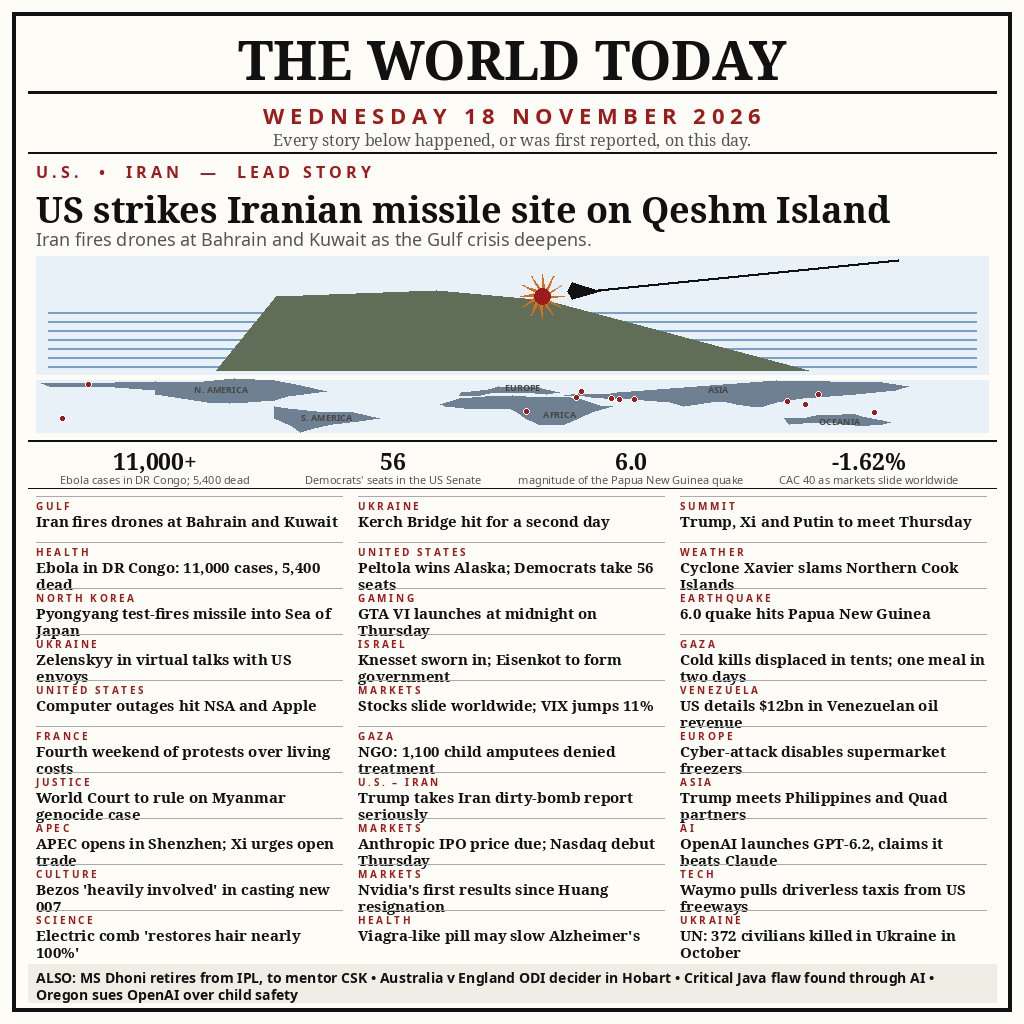 THE WORLD TODAY
WEDNESDAY 18 NOVEMBER 2026
Every story below happened, or was first reported, on this day.
U.S. • IRAN — LEAD STORY
US strikes Iranian missile site on Qeshm Island
Iran fires drones at Bahrain and Kuwait as the Gulf crisis deepens.
N. AMERICA
S. AMERICA
EUROPE
AFRICA
ASIA
OCEANIA
11,000+
Ebola cases in DR Congo; 5,400 dead
56
Democrats' seats in the US Senate
6.0
magnitude of the Papua New Guinea quake
-1.62%
CAC 40 as markets slide worldwide
GULF
Iran fires drones at Bahrain and Kuwait
UKRAINE
Kerch Bridge hit for a second day
SUMMIT
Trump, Xi and Putin to meet Thursday
HEALTH
Ebola in DR Congo: 11,000 cases, 5,400
dead
UNITED STATES
Peltola wins Alaska; Democrats take 56
seats
WEATHER
Cyclone Xavier slams Northern Cook
Islands
NORTH KOREA
Pyongyang test-fires missile into Sea of
Japan
GAMING
GTA VI launches at midnight on
Thursday
EARTHQUAKE
6.0 quake hits Papua New Guinea
UKRAINE
Zelenskyy in virtual talks with US
envoys
ISRAEL
Knesset sworn in; Eisenkot to form
government
GAZA
Cold kills displaced in tents; one meal in
two days
UNITED STATES
Computer outages hit NSA and Apple
MARKETS
Stocks slide worldwide; VIX jumps 11%
VENEZUELA
US details $12bn in Venezuelan oil
revenue
FRANCE
Fourth weekend of protests over living
costs
GAZA
NGO: 1,100 child amputees denied
treatment
EUROPE
Cyber-attack disables supermarket
freezers
JUSTICE
World Court to rule on Myanmar
genocide case
U.S. – IRAN
Trump takes Iran dirty-bomb report
seriously
ASIA
Trump meets Philippines and Quad
partners
APEC
APEC opens in Shenzhen; Xi urges open
trade
MARKETS
Anthropic IPO price due; Nasdaq debut
Thursday
AI
OpenAI launches GPT-6.2, claims it
beats Claude
CULTURE
Bezos 'heavily involved' in casting new
007
MARKETS
Nvidia's first results since Huang
resignation
TECH
Waymo pulls driverless taxis from US
freeways
SCIENCE
Electric comb 'restores hair nearly
100%'
HEALTH
Viagra-like pill may slow Alzheimer's
UKRAINE
UN: 372 civilians killed in Ukraine in
October
ALSO: MS Dhoni retires from IPL, to mentor CSK • Australia v England ODI decider in Hobart • Critical Java flaw found through AI •
Oregon sues OpenAI over child safety